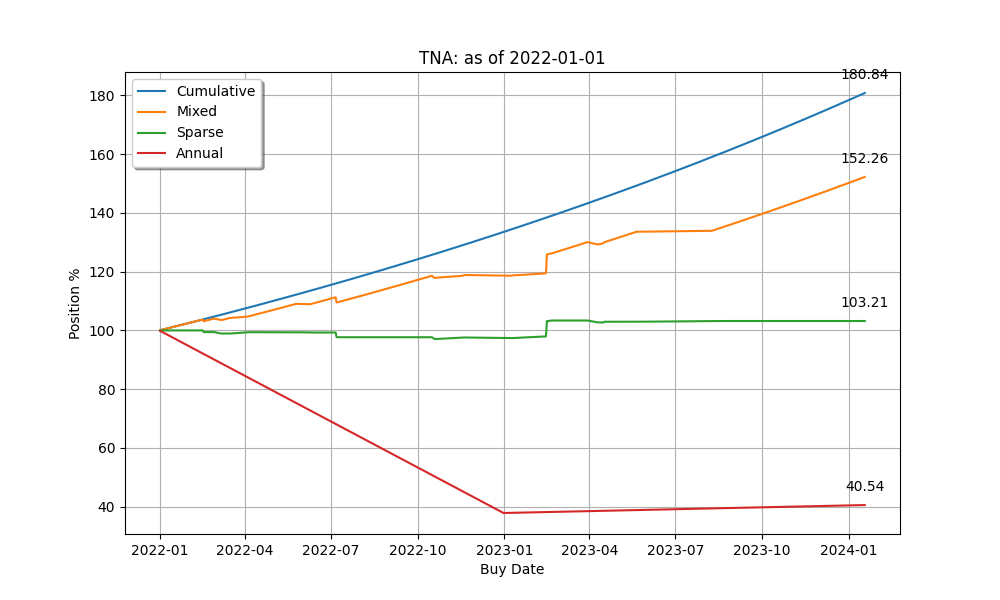 TNA: as of 2022-01-01
Cumulative
Mixed
Sparse
Annual
180.84
152.26
103.21
40.54
Position %
180
160
140
120
100
80
60
40
2022-01 2022-04 2022-07 2022-10 2023-01 2023-04 2023-07 2023-10 2024-01
Buy Date